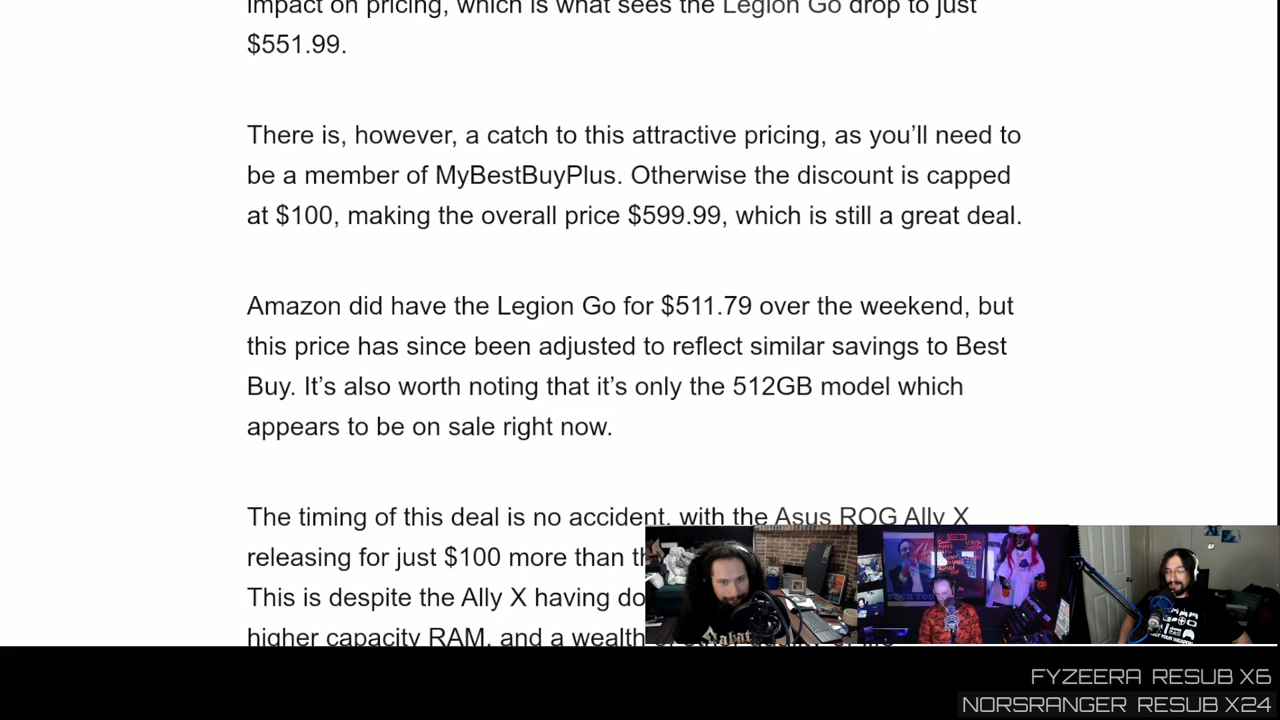 impact on pricing, which is what sees the Legion Go drop to just
$551.99.
There is, however, a catch to this attractive pricing, as you’ll need to
be a member of MyBestBuyPlus. Otherwise the discount is capped
at $100, making the overall price $599.99, which is still a great deal.
Amazon did have the Legion Go for $511.79 over the weekend, but
this price has since been adjusted to reflect similar savings to Best
Buy. It’s also worth noting that it’s only the 512GB model which
appears to be on sale right now.
The timing of this deal is no accident, with the Asus ROG Ally X
releasing for just $100 more than
This is despite the Ally X having
higher capacity RAM, and a wealth
FYZEERA RESUB X6
NORSRANGER RESUB X24